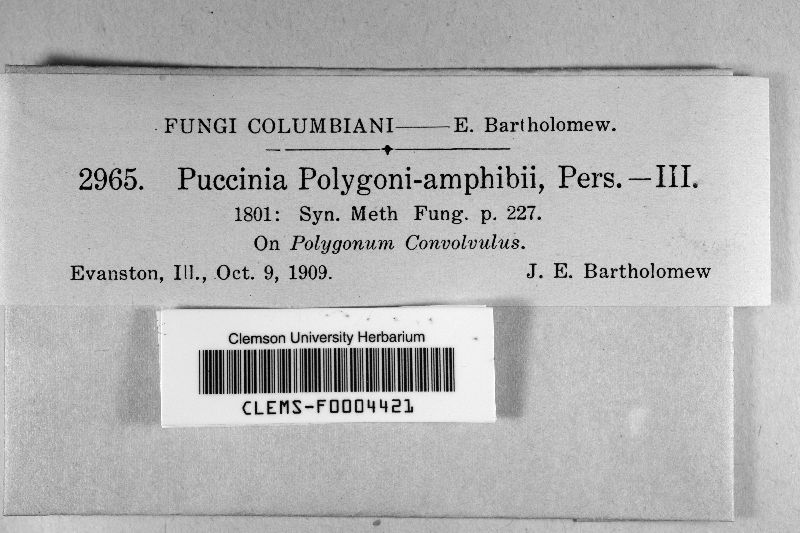 FUNGI COLUMBIANI—E. Bartholomew.
2965. Puccinia Polygoni-amphibii, Pers.—III.
1801: Syn. Meth Fung. p. 227.
On Polygonum Convolvulus.
Evanston, Ill., Oct. 9, 1909. J. E. Bartholomew
Clemson University Herbarium
CLEMS-F0004421